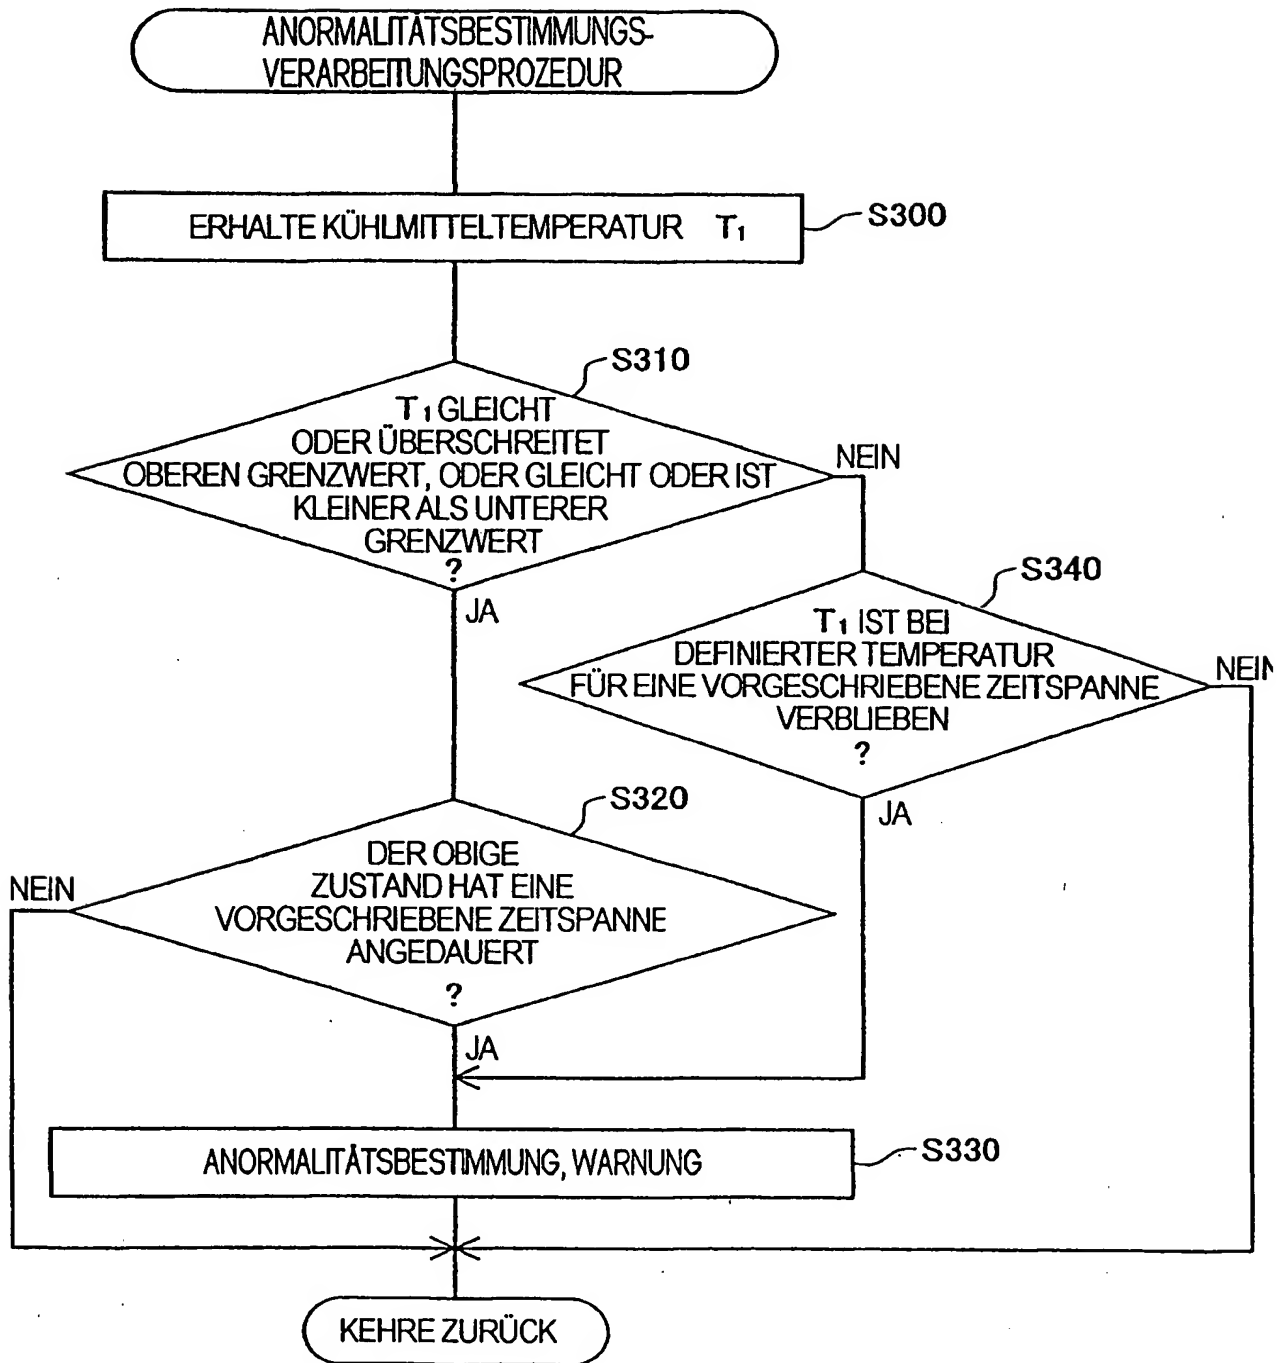 ANORMALITÄTSBESTIMMUNGS-
VERARBEITUNGSPROZEDUR
ERHALTE KÜHLMITTELTEMPERATUR T₁
S300
S310
T₁ GLEICHT
ODER ÜBERSCHREITET
OBEREN GRENZWERT, ODER GLEICHT ODER IST
KLEINER ALS UNTERER
GRENZWERT
?
NEIN
JA
S340
T₁ IST BEI
DEFINIERTER TEMPERATUR
FÜR EINE VORGESCHRIEBENE ZEITSPANNE
VERBLIEBEN
?
NEIN
JA
S320
DER OBIGE
ZUSTAND HAT EINE
VORGESCHRIEBENE ZEITSPANNE
ANGEDAUERT
?
NEIN
JA
ANORMALITÄTSBESTIMMUNG, WARNUNG
S330
KEHRE ZURÜCK